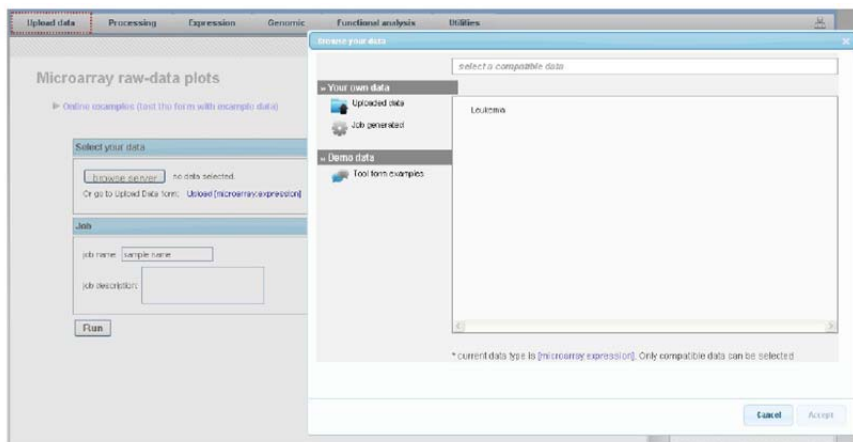 Upload data Processing Expression Genomic Functional analysis Utilities
Browse your data
Microarray raw-data plots
Online examples (test the form with example data)
Select your data
browse server no data selected.
Or go to Upload Data form: Upload [microarray:expression]
Job
job name: sample name
job description:
Run
select a compatible data
» Your own data
Uploaded data
Job generated
» Demo data
Tool form examples
Leukemia
* current data type is [microarray:expression]. Only compatible data can be selected
Cancel Accept